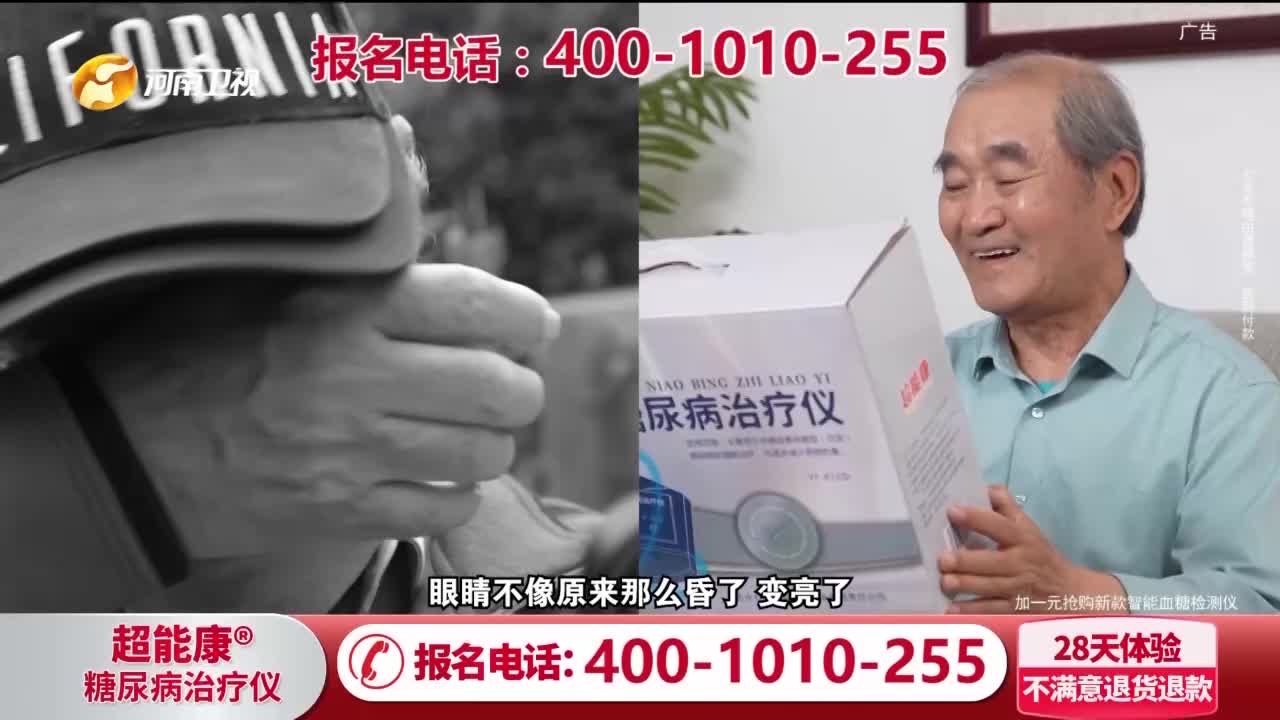 LIFORNIA
河南卫视
报名电话：400-1010-255
广告
NIAO BING ZHI LIAO YI
尿病治疗仪
超能康
眼睛不像原来那么昏了 变亮了
加一元抢购新款智能血糖检测仪
超能康®
糖尿病治疗仪
报名电话：400-1010-255
28天体验
不满意退货退款